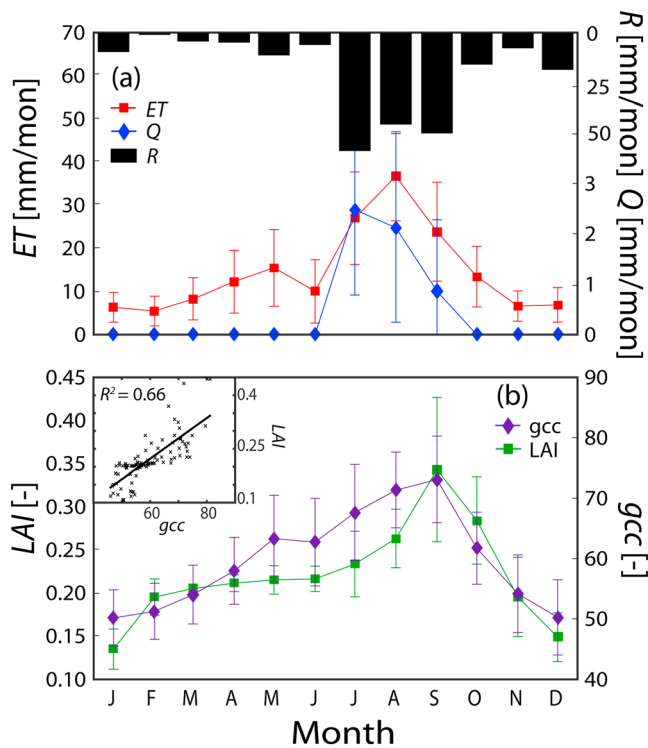 70
60
50
40
30
20
10
0
ET [mm/mon]
(a)
ET
Q
R
0
25
50
R [mm/mon]
3
2
1
0
Q [mm/mon]
0.45
0.40
0.35
0.30
0.25
0.20
0.15
0.10
LAI [-]
R² = 0.66
0.4
0.25
0.1
LAI
60
80
gcc
(b)
gcc
LAI
90
80
70
60
50
40
gcc [-]
J F M A M J J A S O N D
Month